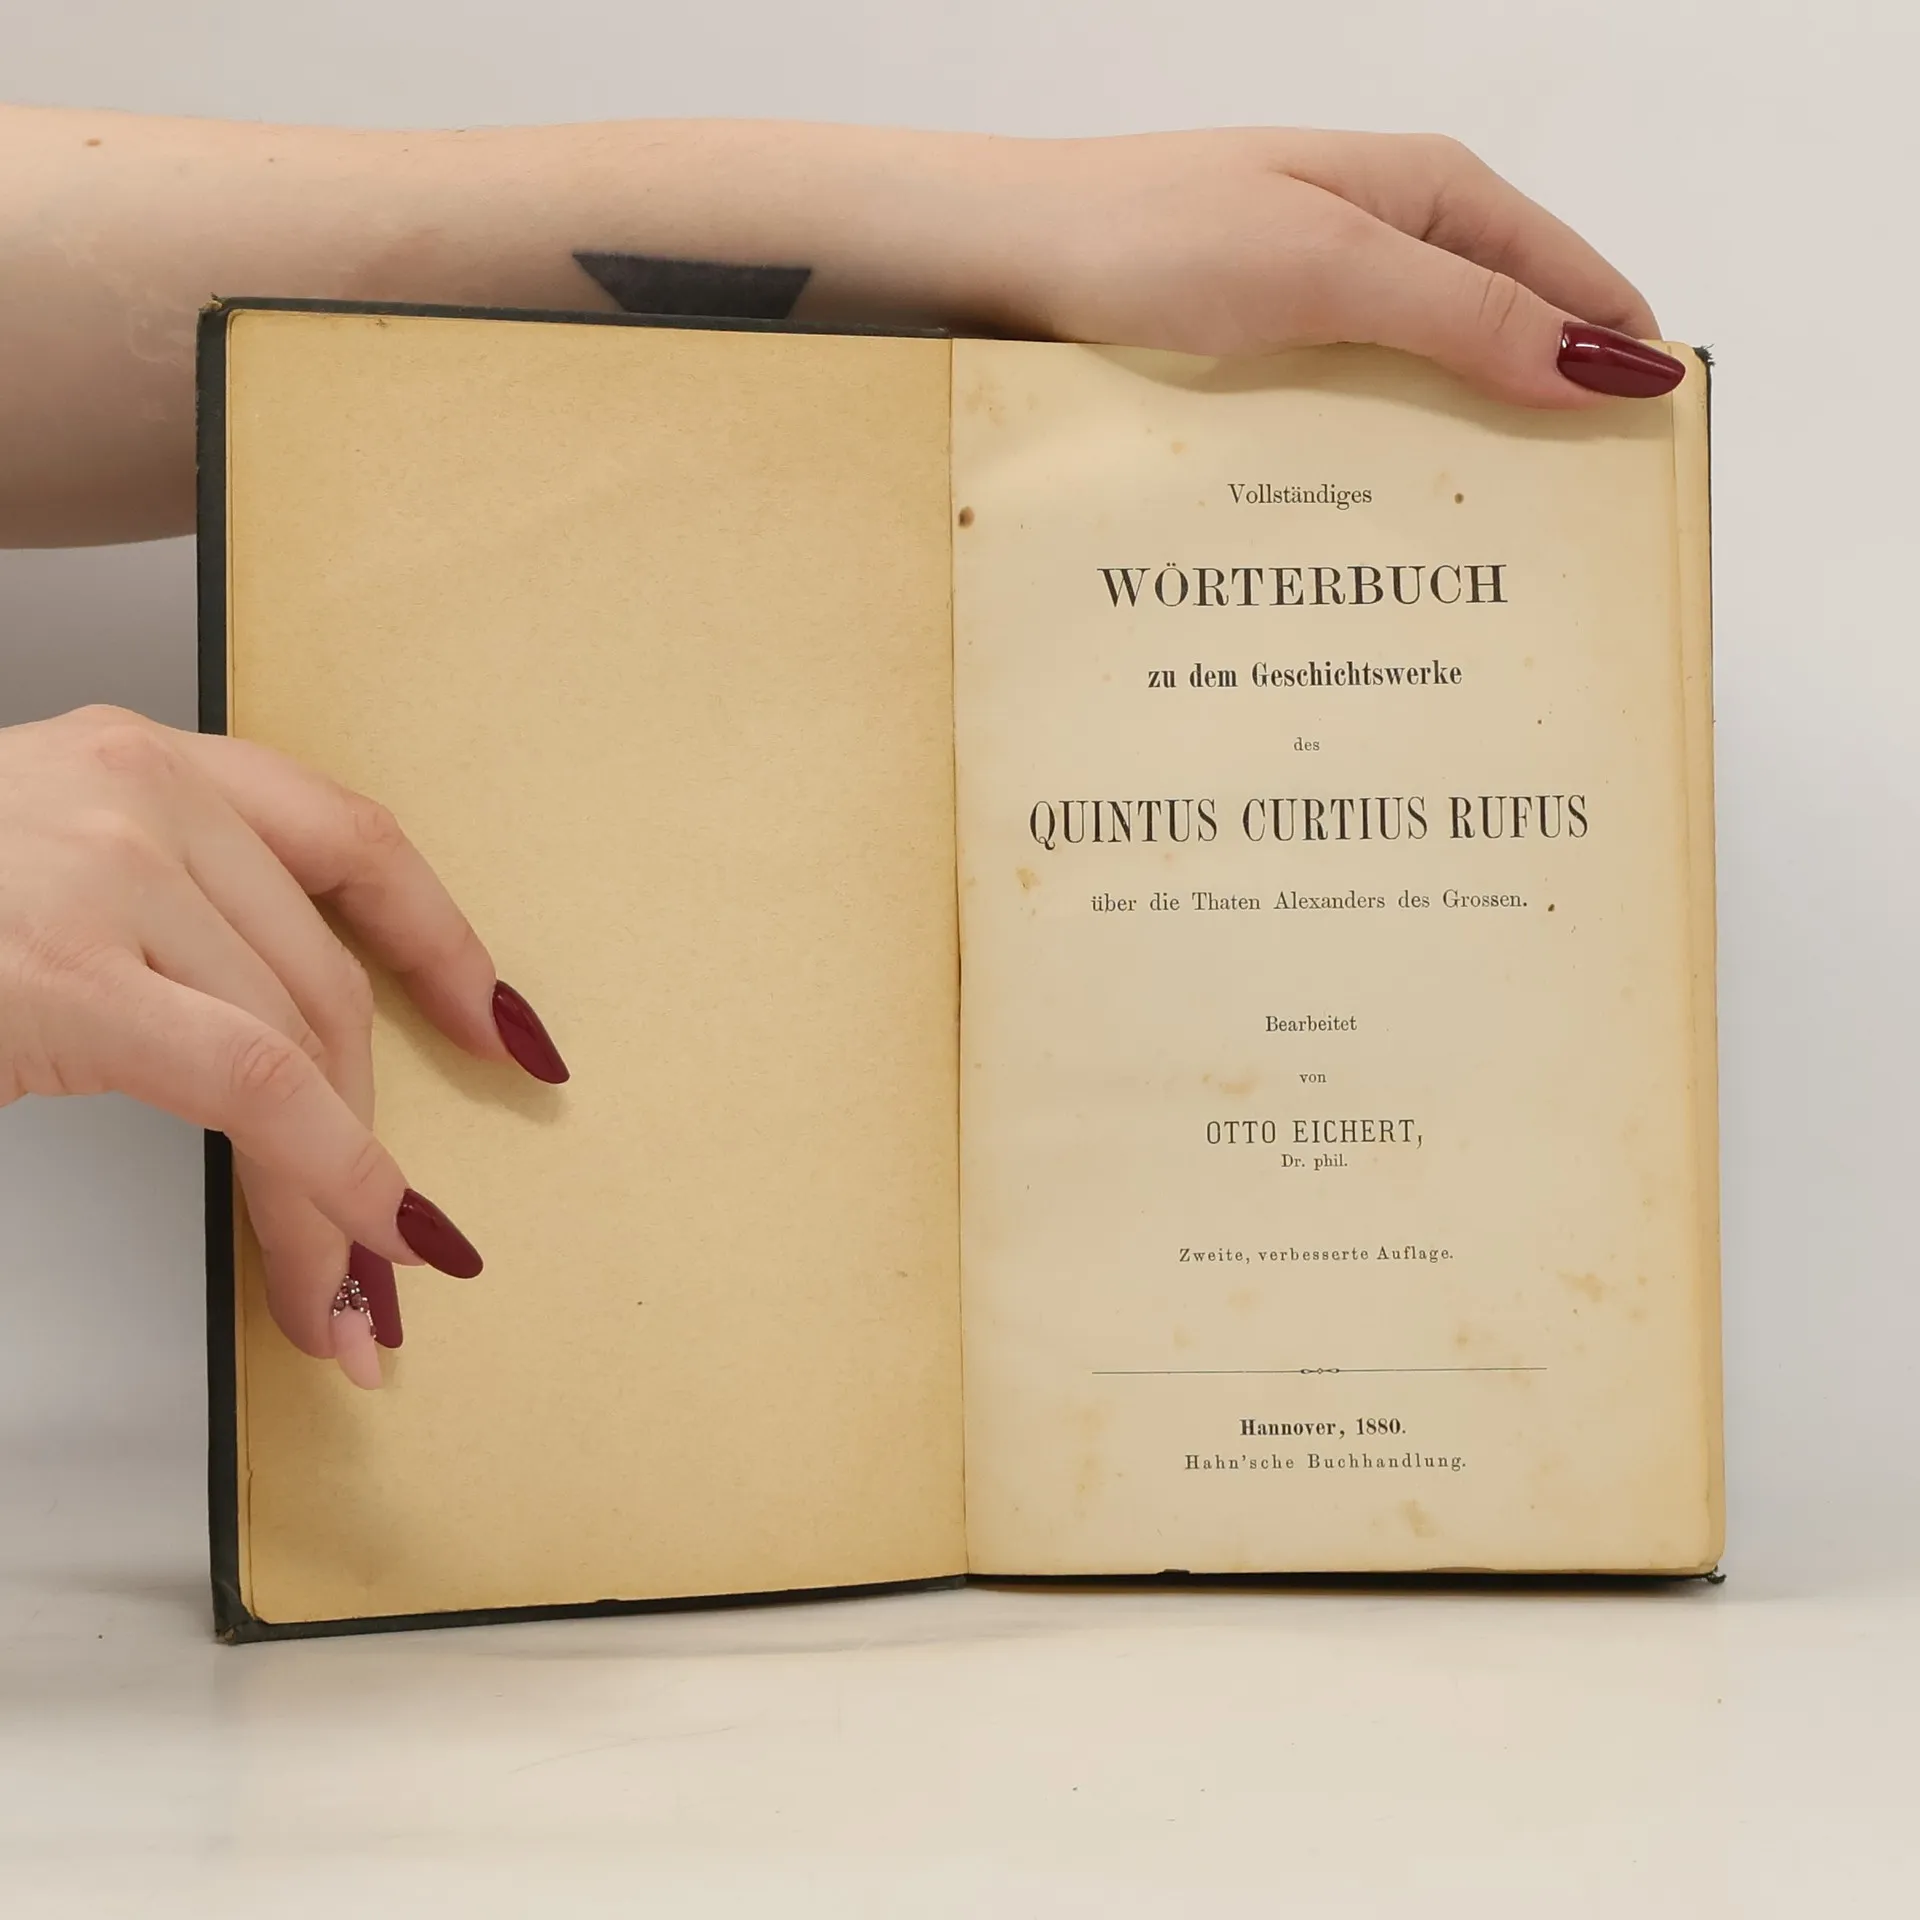 Vollständiges
WÖRTERBUCH
zu dem Geschichtswerke
des
QUINTUS CURTIUS RUFUS
über die Thaten Alexanders des Grossen.
Bearbeitet
von
OTTO EICHERT,
Dr. phil.
Zweite, verbesserte Auflage.
Hannover, 1880.
Hahn'sche Buchhandlung.